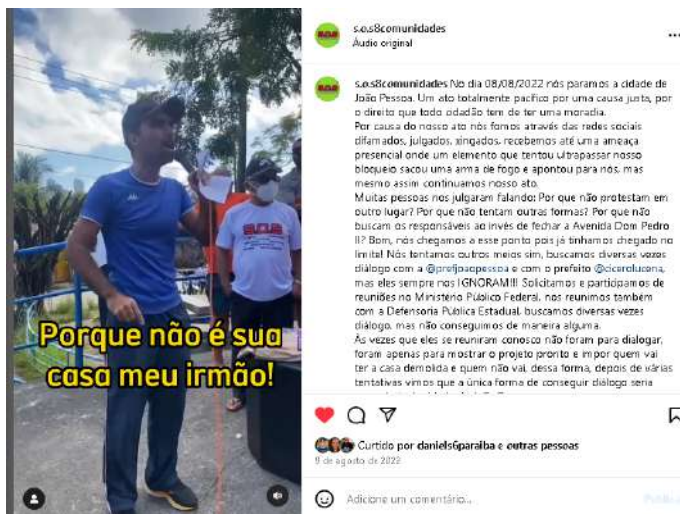 s.o.s8comunidades
Áudio original
s.o.s8comunidades No dia 08/08/2022 nós paramos a cidade de
João Pessoa. Um ato totalmente pacífico por uma causa justa, por
o direito que todo cidadão tem de ter uma moradia.
Por causa do nosso ato nós fomos através das redes sociais
difamados, julgados, xingados, recebemos até uma ameaça
presencial onde um elemento que tentou ultrapassar nosso
bloqueio sacou uma arma de fogo e apontou para nós, mas
mesmo assim continuamos nosso ato.
Muitas pessoas nos julgaram falando: Por que não protestam em
outro lugar? Por que não tentam outras formas? Por que não
buscam os responsáveis ao invés de fechar a Avenida Dom Pedro
II? Bom, nós chegamos a esse ponto pois já tínhamos chegado no
limite! Nós tentamos outros meios sim, buscamos diversas vezes
diálogo com a @prefjoaopessoa e com o prefeito @cicerolucena,
mas eles sempre nos IGNORAM!!! Solicitamos e participamos de
reuniões no Ministério Público Federal, nos reunimos também
com a Defensoria Pública Estadual, buscamos diversas vezes
diálogo, mas não conseguimos de maneira alguma.
Às vezes que eles se reuniram conosco não foram para dialogar,
foram apenas para mostrar o projeto pronto e impor quem vai
ter a casa demolida e quem não vai, dessa forma, depois de várias
tentativas vimos que a única forma de conseguir diálogo seria
S.O.S
Porque não é sua
casa meu irmão!
Curtido por daniels6paraiba e outras pessoas
9 de agosto de 2022
Adicione um comentário...